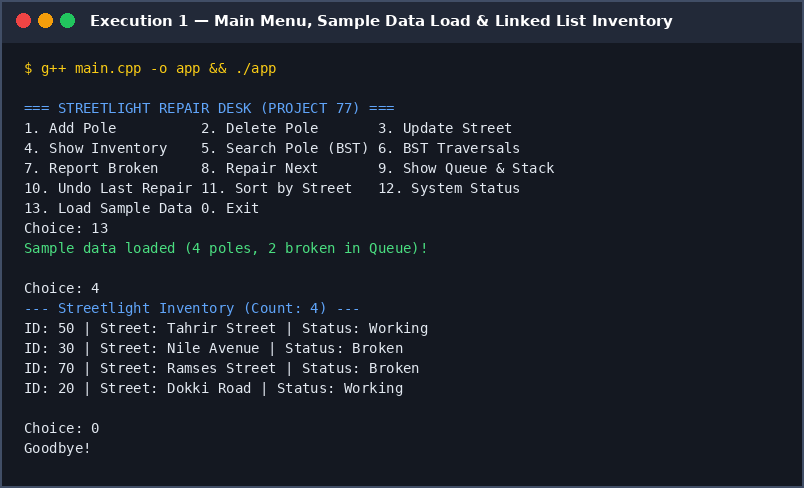 Execution 1 — Main Menu, Sample Data Load & Linked List Inventory
$ g++ main.cpp -o app && ./app
=== STREETLIGHT REPAIR DESK (PROJECT 77) ===
1. Add Pole          2. Delete Pole       3. Update Street
4. Show Inventory    5. Search Pole (BST) 6. BST Traversals
7. Report Broken     8. Repair Next       9. Show Queue & Stack
10. Undo Last Repair 11. Sort by Street   12. System Status
13. Load Sample Data 0. Exit
Choice: 13
Sample data loaded (4 poles, 2 broken in Queue)!
Choice: 4
--- Streetlight Inventory (Count: 4) ---
ID: 50 | Street: Tahrir Street | Status: Working
ID: 30 | Street: Nile Avenue | Status: Broken
ID: 70 | Street: Ramses Street | Status: Broken
ID: 20 | Street: Dokki Road | Status: Working
Choice: 0
Goodbye!